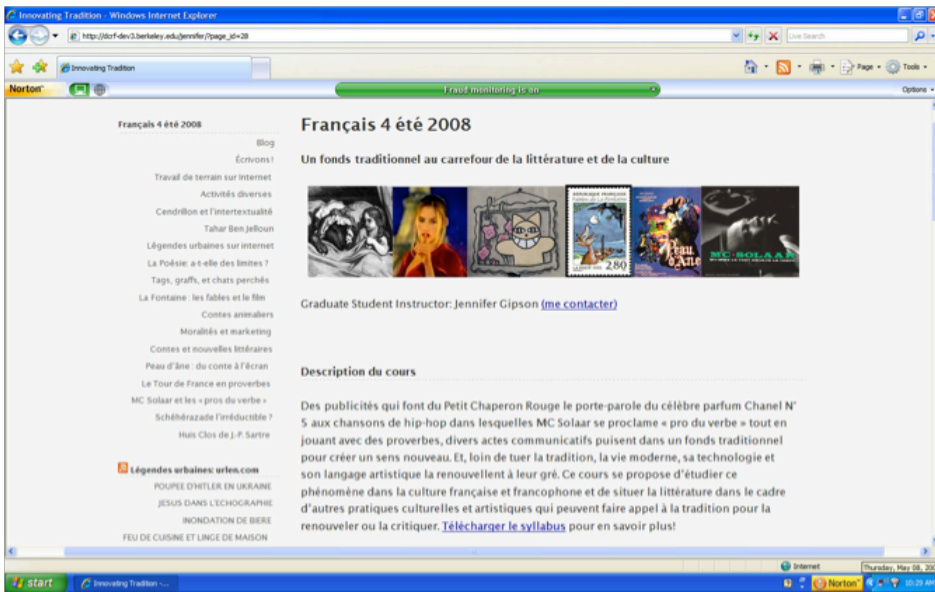 Innovating Tradition - Windows Internet Explorer
http://dcrf-dev3.berkeley.edu/jennifer/?page_id=28
Live Search
Innovating Tradition
Page
Tools
Norton
Fraud monitoring is on
Options
Français 4 été 2008
Blog
Écrivons!
Travail de terrain sur Internet
Activités diverses
Cendrillon et l'intertextualité
Tahar Ben Jelloun
Légendes urbaines sur internet
La Poésie: a-t-elle des limites ?
Tags, graffs, et chats perchés
La Fontaine : les fables et le film
Contes animaliers
Moralités et marketing
Contes et nouvelles littéraires
Peau d'âne : du conte à l'écran
Le Tour de France en proverbes
MC Solaar et les « pros du verbe »
Schéhérazade l'irréductible ?
Huis Clos de J.-P. Sartre
Légendes urbaines: urlen.com
POUPEE D'HITLER EN UKRAINE
JESUS DANS L'ECHOGRAPHIE
INONDATION DE BIERE
FEU DE CUISINE ET LINGE DE MAISON
Français 4 été 2008
Un fonds traditionnel au carrefour de la littérature et de la culture
REPUBLIQUE FRANÇAISE
2,80
Peau d'Ane
MC SOLAAR
Graduate Student Instructor: Jennifer Gipson (me contacter)
Description du cours
Des publicités qui font du Petit Chaperon Rouge le porte-parole du célèbre parfum Chanel N°
5 aux chansons de hip-hop dans lesquelles MC Solaar se proclame « pro du verbe » tout en
jouant avec des proverbes, divers actes communicatifs puisent dans un fonds traditionnel
pour créer un sens nouveau. Et, loin de tuer la tradition, la vie moderne, sa technologie et
son langage artistique la renouvellent à leur gré. Ce cours se propose d'étudier ce
phénomène dans la culture française et francophone et de situer la littérature dans le cadre
d'autres pratiques culturelles et artistiques qui peuvent faire appel à la tradition pour la
renouveler ou la critiquer. Télécharger le syllabus pour en savoir plus!
Internet
Thursday, May 08, 200
start
Innovating Tradition -...
Norton
10:29 AM